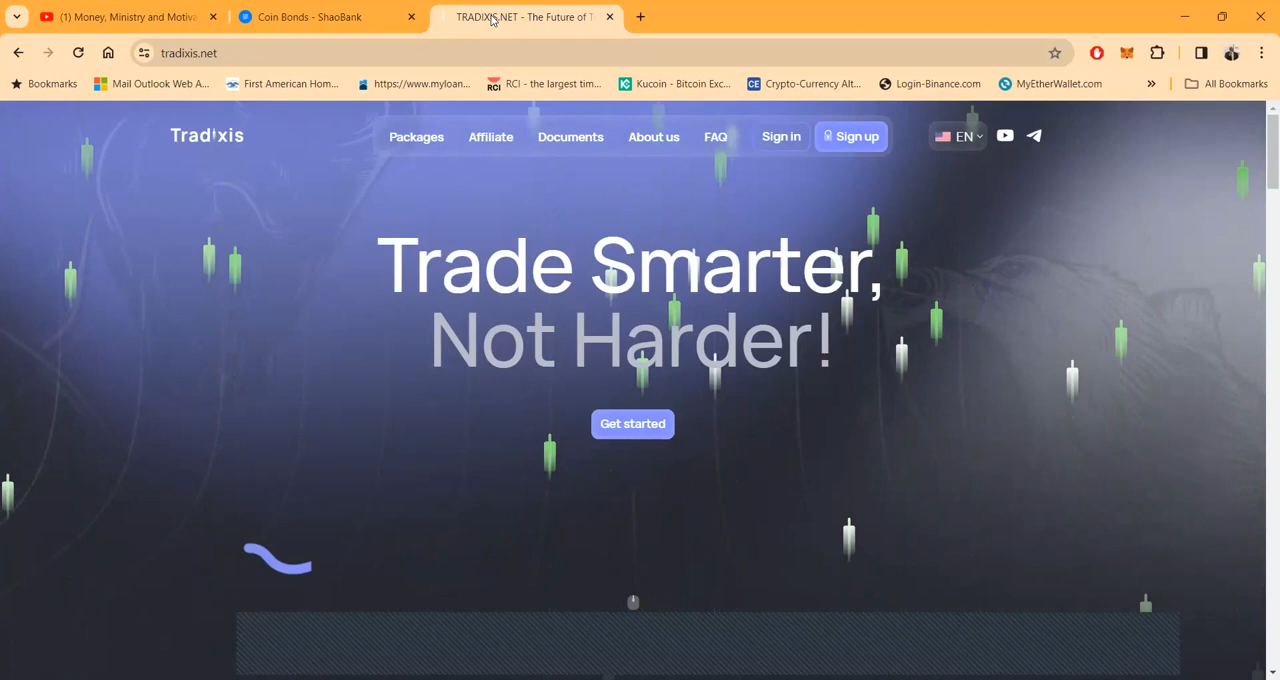 (1) Money, Ministry and Motiva
Coin Bonds - ShaoBank
TRADIXIS.NET - The Future of T
tradixis.net
Bookmarks
Mail Outlook Web A...
First American Hom...
https://www.myloan...
RCI - the largest tim...
Kucoin - Bitcoin Exc...
Crypto-Currency Alt...
Login-Binance.com
MyEtherWallet.com
All Bookmarks
Tradixis
Packages
Affiliate
Documents
About us
FAQ
Sign in
Sign up
EN
Trade Smarter,
Not Harder!
Get started